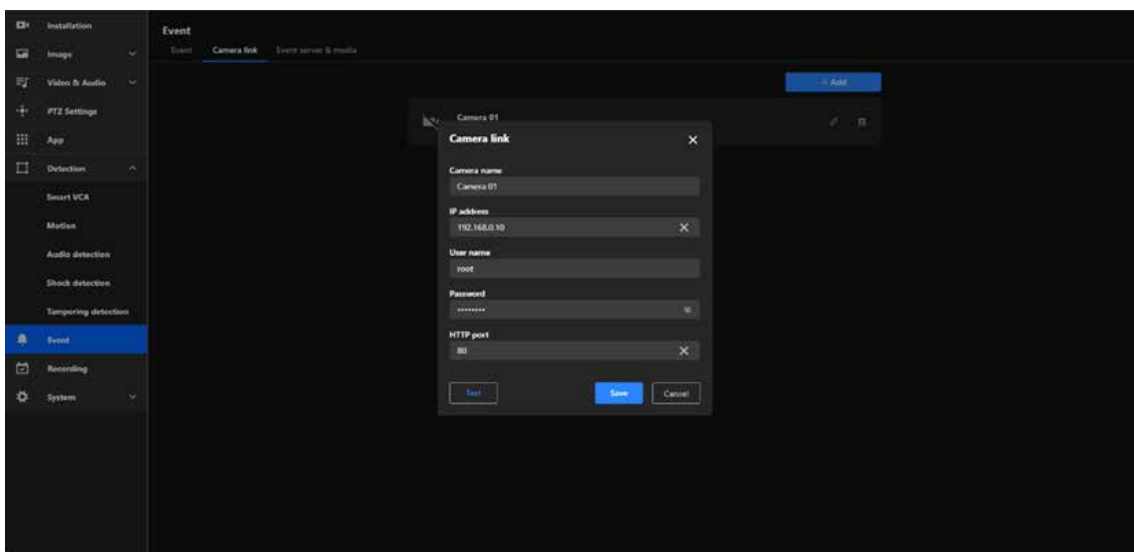 Installation
Image
Video & Audio
PTZ Settings
App
Detection
Smart VCA
Motion
Audio detection
Shock detection
Tampering detection
Event
Recording
System
Event
Event Camera link Event server & media
+ Add
Camera 01
Camera link
Camera name
Camera 01
IP address
192.168.0.10
User name
root
Password
••••••••
HTTP port
80
Test Save Cancel